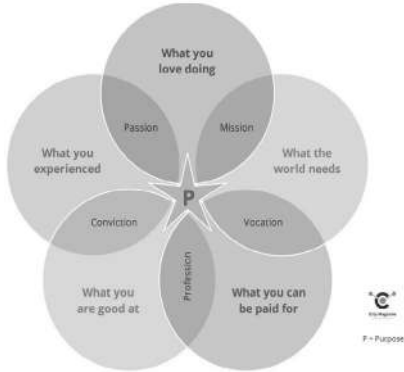 What you
love doing
Passion
Mission
What you
experienced
What the
world needs
P
Conviction
Vocation
Profession
What you
are good at
What you can
be paid for
C
P = Purpose